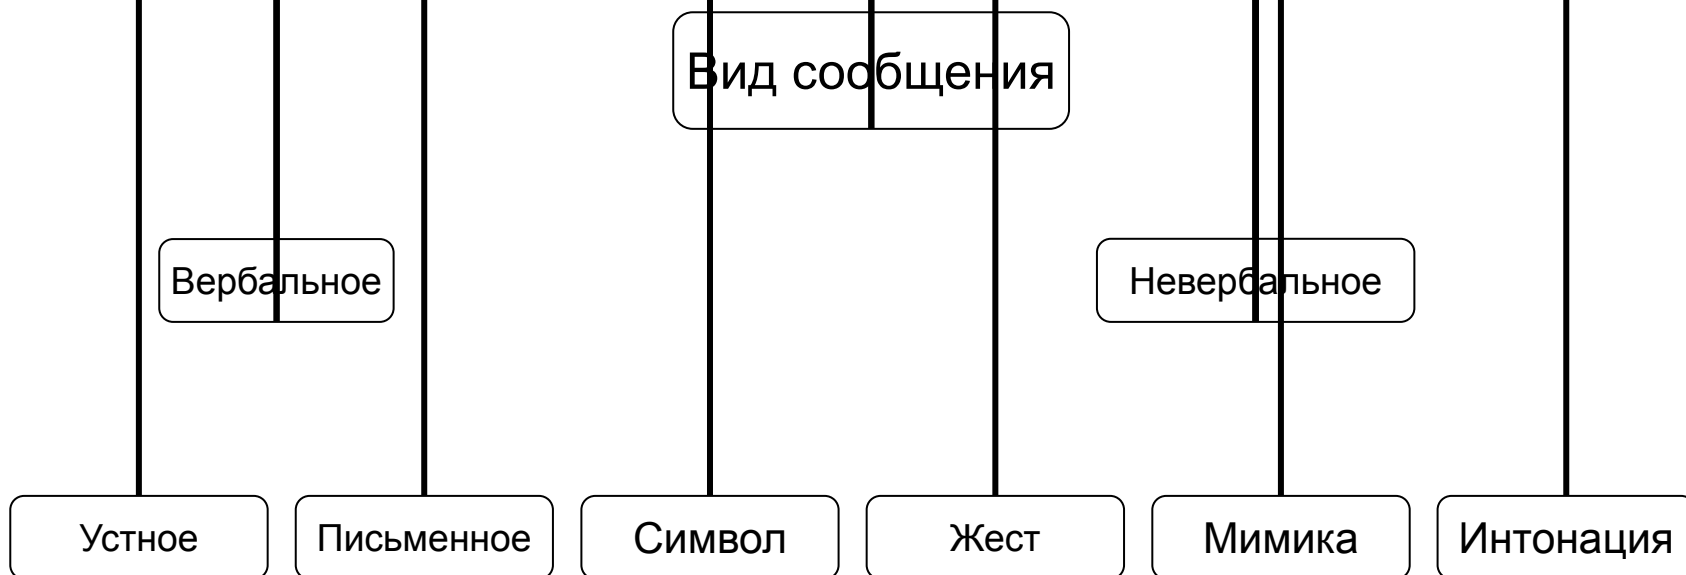 Вид сообщения
Вербальное
Невербальное
Устное
Письменное
Символ
Жест
Мимика
Интонация